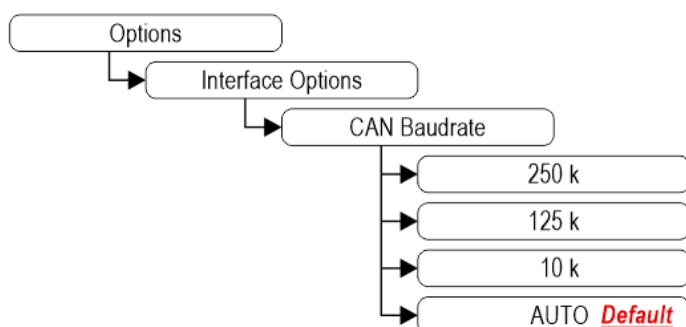 Options
Interface Options
CAN Baudrate
250 k
125 k
10 k
AUTO Default